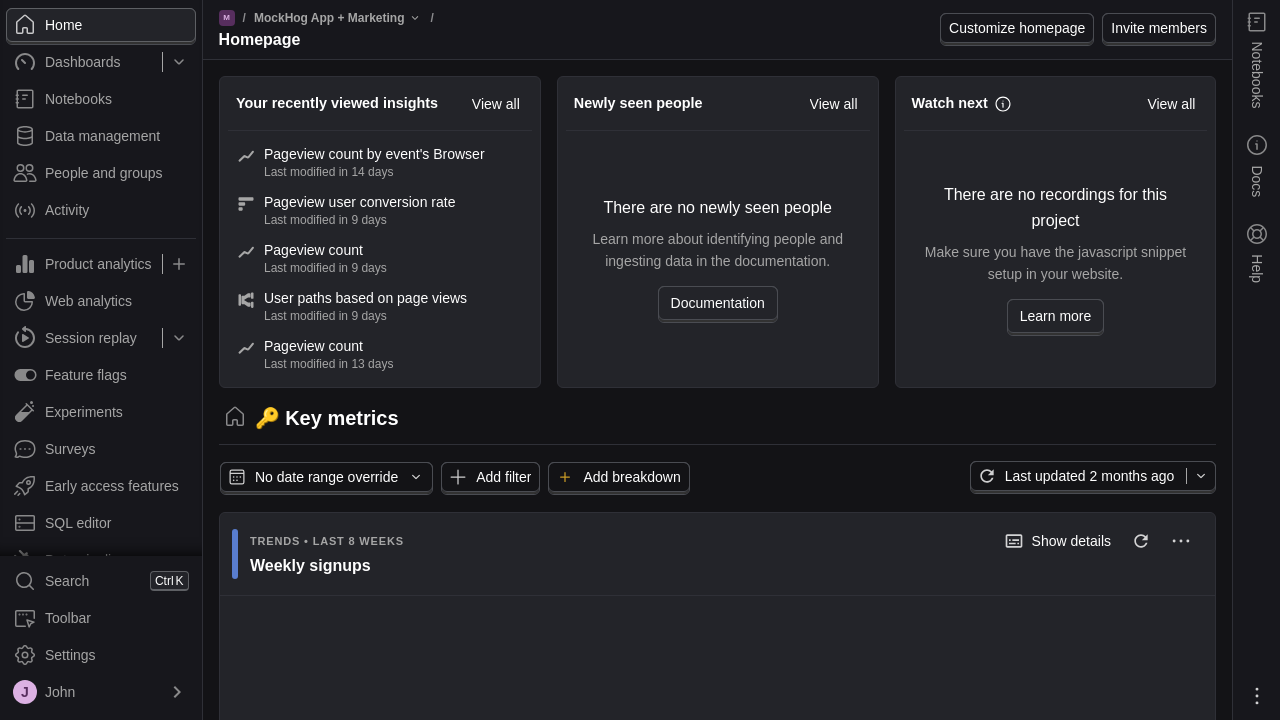 Home
Dashboards
Notebooks
Data management
People and groups
Activity
Product analytics
Web analytics
Session replay
Feature flags
Experiments
Surveys
Early access features
SQL editor
Search Ctrl K
Toolbar
Settings
J John
M / MockHog App + Marketing /
Homepage
Customize homepage
Invite members
Your recently viewed insights
View all
Pageview count by event's Browser
Last modified in 14 days
Pageview user conversion rate
Last modified in 9 days
Pageview count
Last modified in 9 days
User paths based on page views
Last modified in 9 days
Pageview count
Last modified in 13 days
Newly seen people
View all
There are no newly seen people
Learn more about identifying people and
ingesting data in the documentation.
Documentation
Watch next
View all
There are no recordings for this
project
Make sure you have the javascript snippet
setup in your website.
Learn more
🔑 Key metrics
No date range override
Add filter
Add breakdown
Last updated 2 months ago
TRENDS • LAST 8 WEEKS
Show details
Weekly signups
Notebooks
Docs
Help